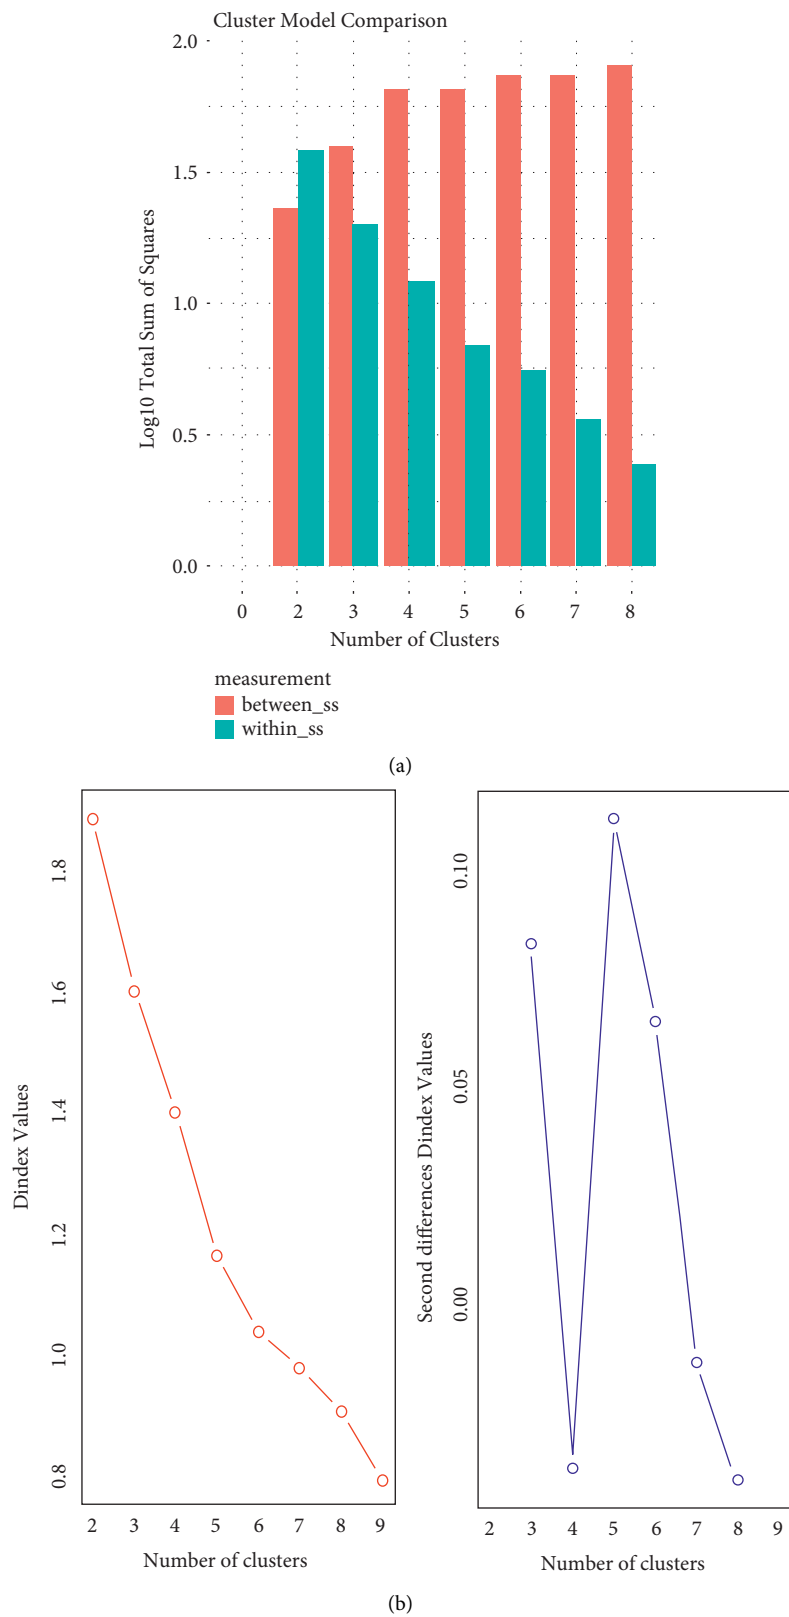 Cluster Model Comparison
Log10 Total Sum of Squares
2.0
1.5
1.0
0.5
0.0
0 2 3 4 5 6 7 8
Number of Clusters
measurement
between_ss
within_ss
(a)
Dindex Values
1.8
1.6
1.4
1.2
1.0
0.8
2 3 4 5 6 7 8 9
Number of clusters
Second differences Dindex Values
0.10
0.05
0.00
2 3 4 5 6 7 8 9
Number of clusters
(b)